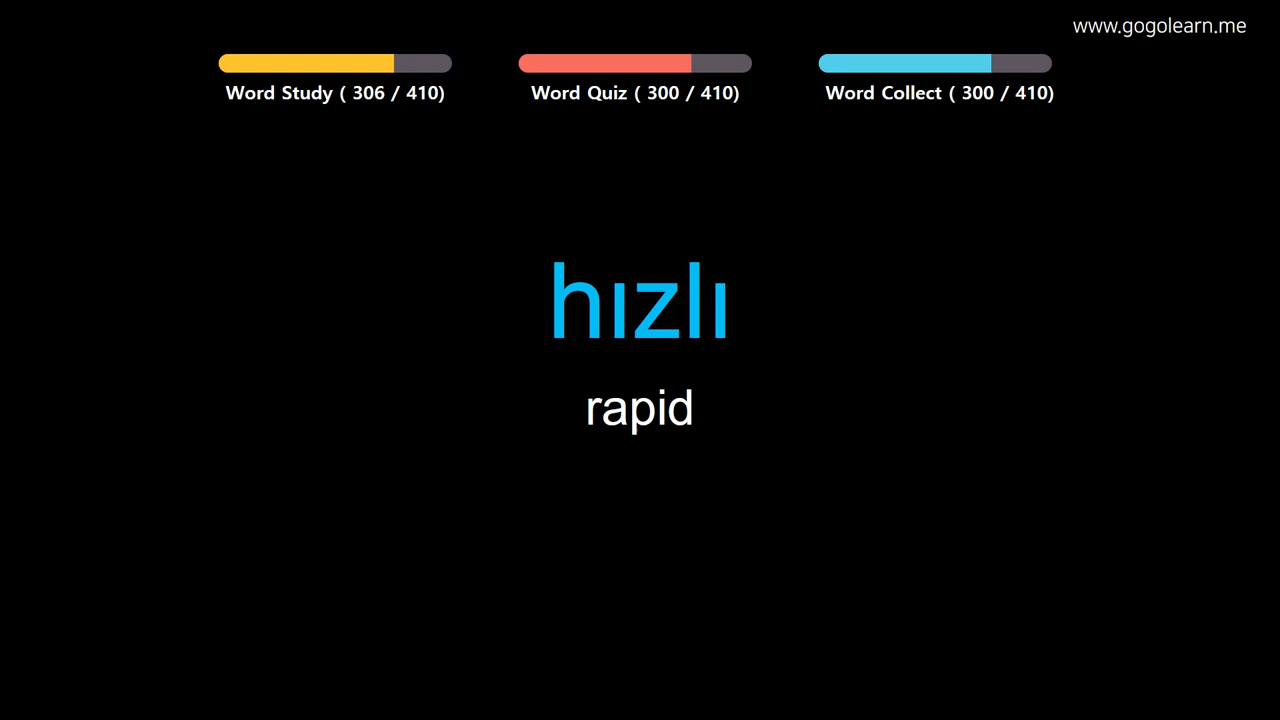 www.gogolearn.me
Word Study ( 306 / 410)
Word Quiz ( 300 / 410)
Word Collect ( 300 / 410)
hızlı
rapid